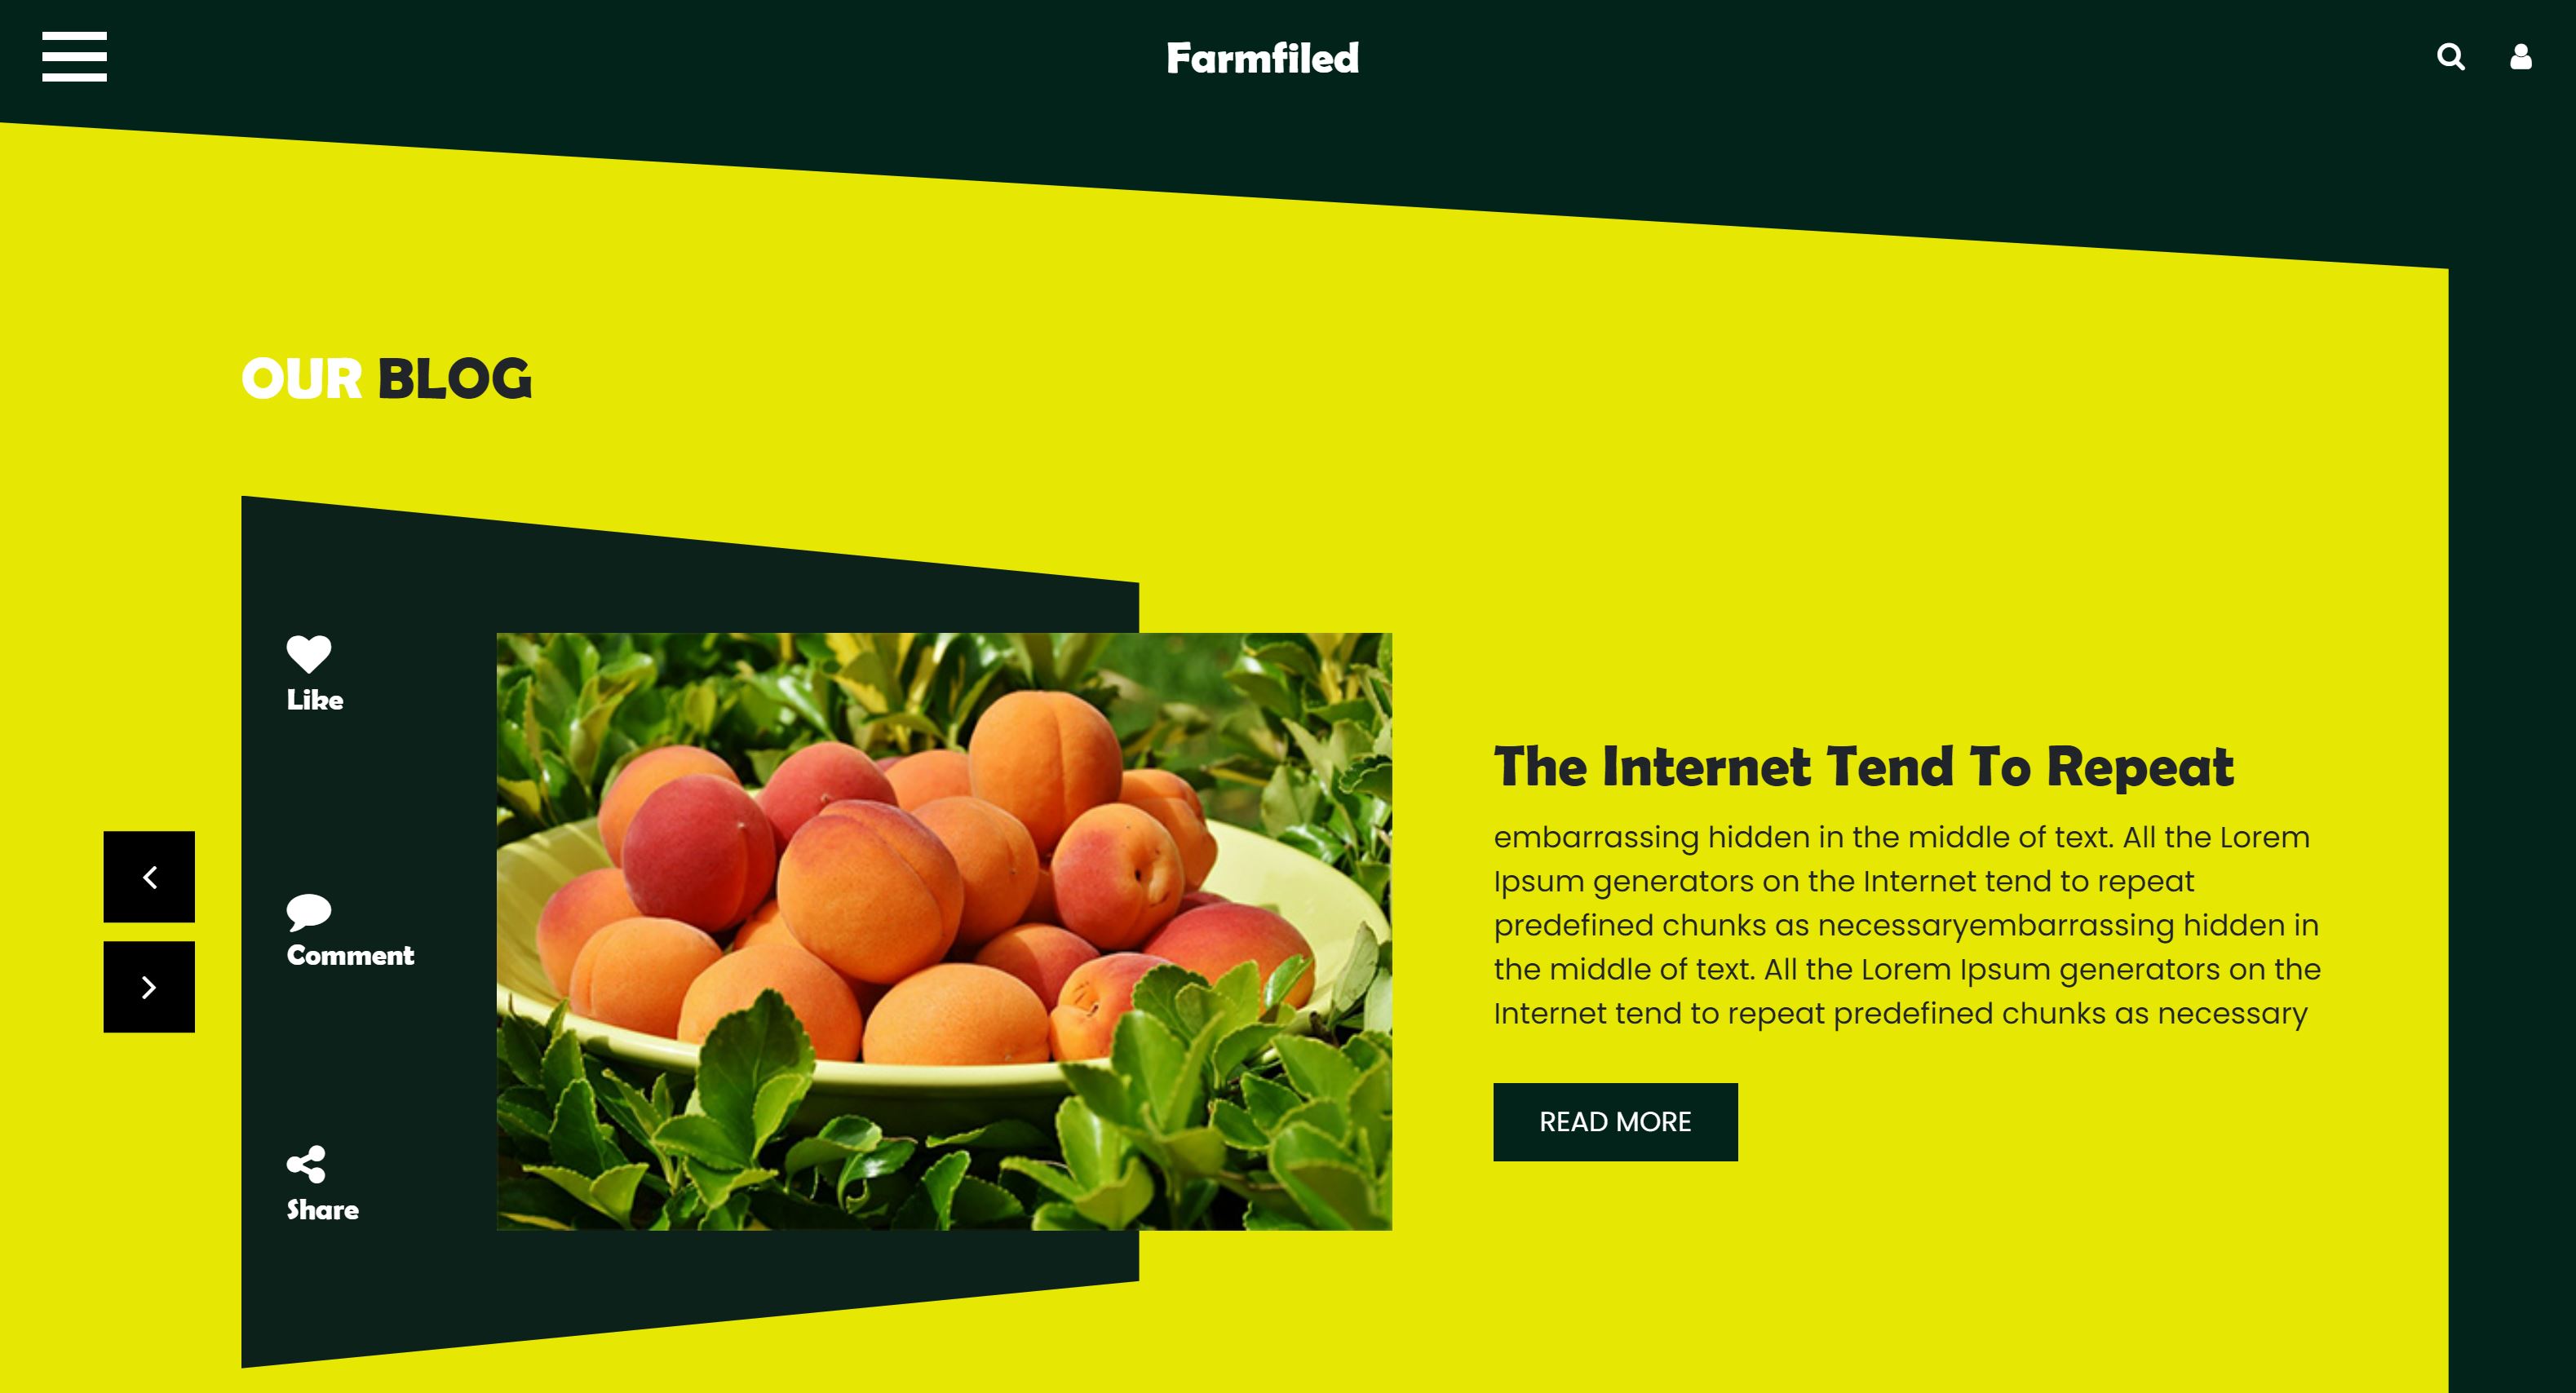 Farmfiled
OUR BLOG
Like
Comment
Share
The Internet Tend To Repeat
embarrassing hidden in the middle of text. All the Lorem
Ipsum generators on the Internet tend to repeat
predefined chunks as necessaryembarrassing hidden in
the middle of text. All the Lorem Ipsum generators on the
Internet tend to repeat predefined chunks as necessary
READ MORE